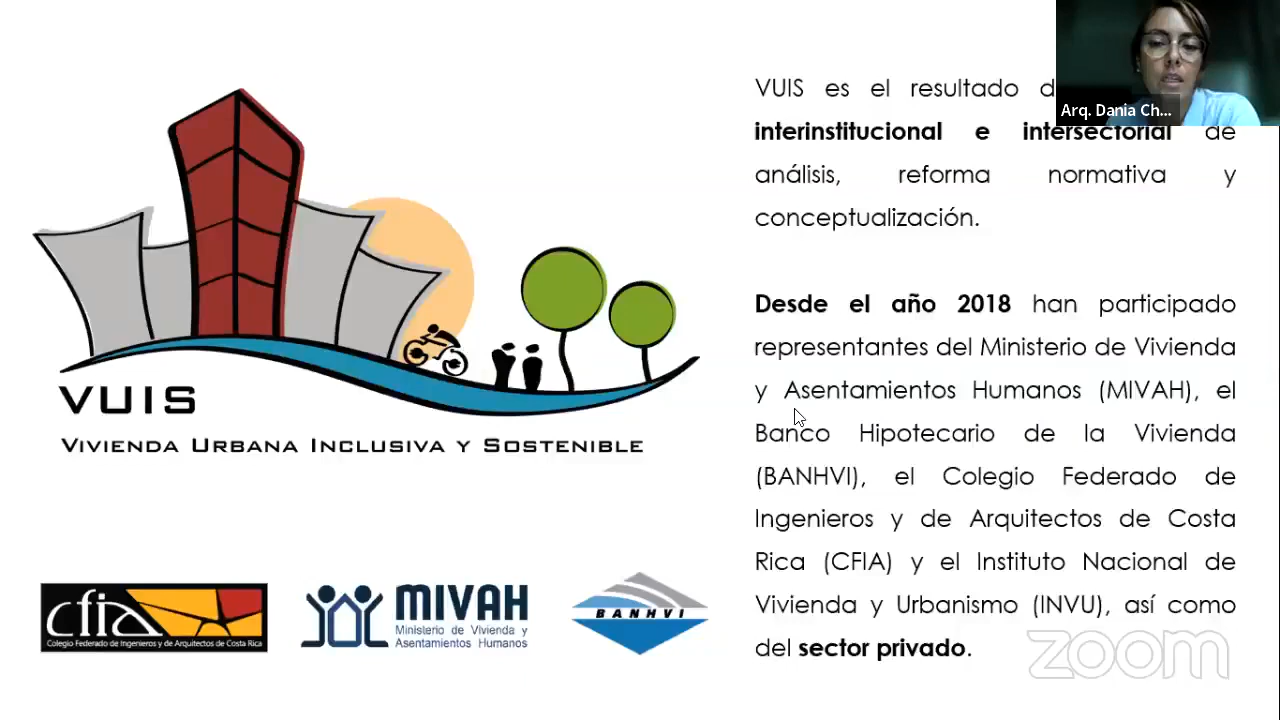 VUIS es el resultado
Arq. Dania Ch...
interinstitucional e intersectorial de
análisis, reforma normativa y
conceptualización.
Desde el año 2018 han participado
representantes del Ministerio de Vivienda
y Asentamientos Humanos (MIVAH), el
Banco Hipotecario de la Vivienda
(BANHVI), el Colegio Federado de
Ingenieros y de Arquitectos de Costa
Rica (CFIA) y el Instituto Nacional de
Vivienda y Urbanismo (INVU), así como
del sector privado.
VUIS
VIVIENDA URBANA INCLUSIVA Y SOSTENIBLE
cfia
Colegio Federado de Ingenieros y de Arquitectos de Costa Rica
MIVAH
Ministerio de Vivienda y
Asentamientos Humanos
BANHVI
zoom